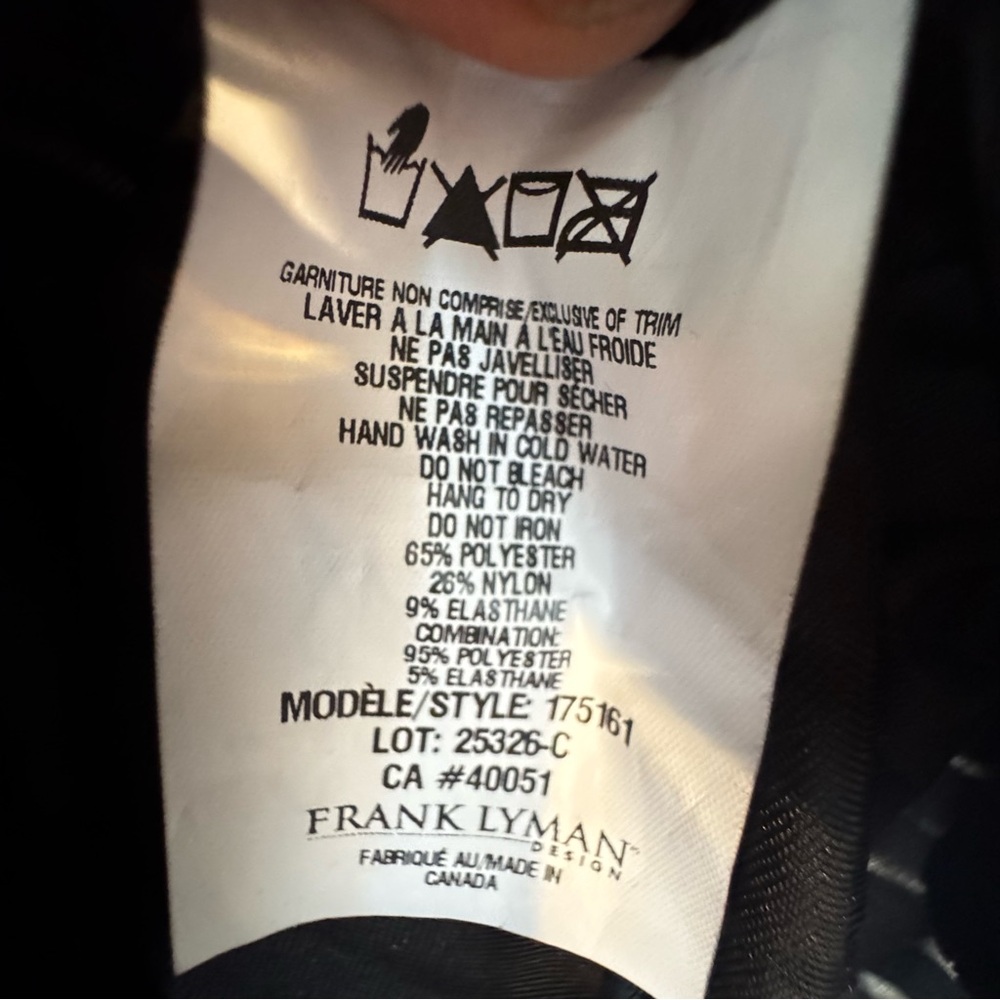 GARNITURE NON COMPRISE/EXCLUSIVE OF TRIM
LAVER A LA MAIN Á L'EAU FROIDE
NE PAS JAVELLISER
SUSPENDRE POUR SÉCHER
NE PAS REPASSER
HAND WASH IN COLD WATER
DO NOT BLEACH
HANG TO DRY
DO NOT IRON
65% POLYESTER
26% NYLON
9% ELASTHANE
COMBINATION:
95% POLYESTER
5% ELASTHANE
MODÈLE/STYLE: 175161
LOT: 25326-C
CA #40051
FRANK LYMAN
DESIGN
FABRIQUÉ AU/MADE IN
CANADA